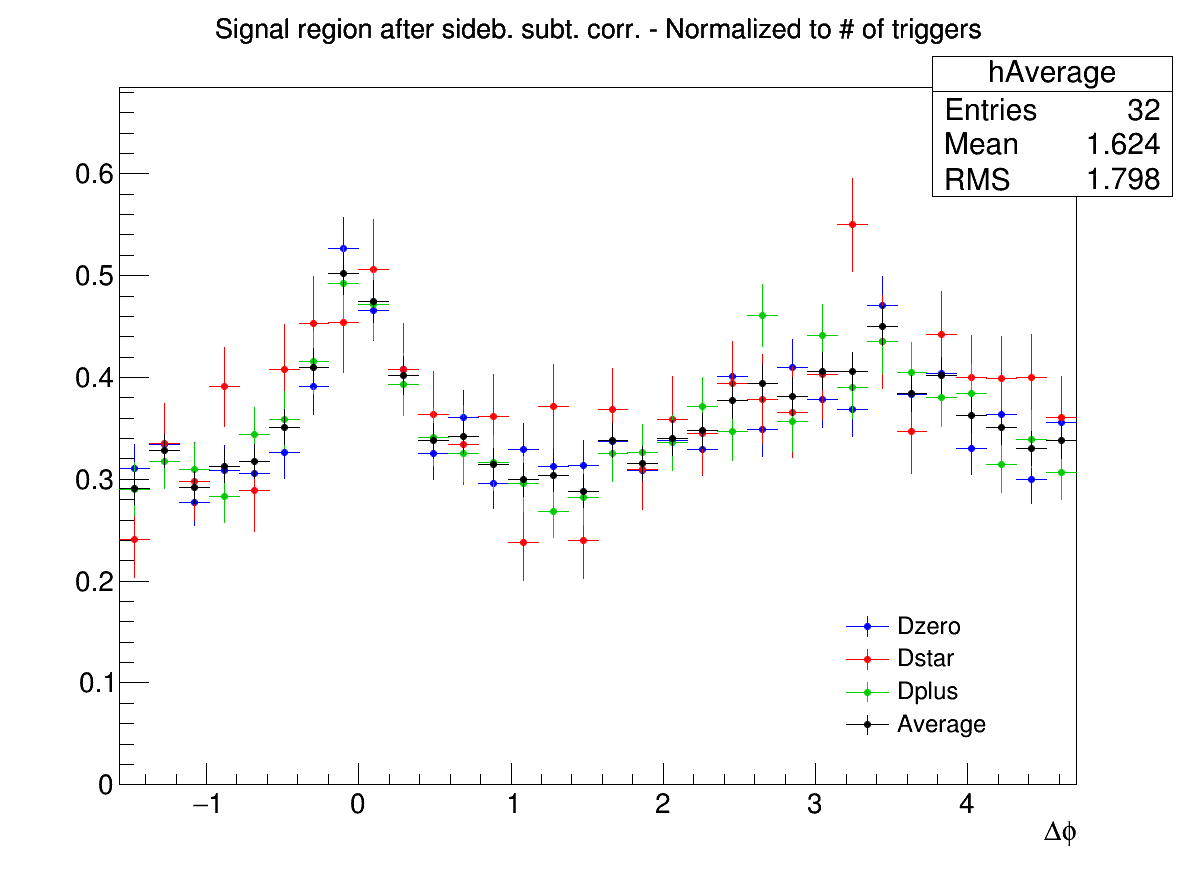 Signal region after sideb. subt. corr. - Normalized to # of triggers
hAverage
Entries 32
Mean 1.624
RMS 1.798
0.6
0.5
0.4
0.3
0.2
0.1
0
−1 0 1 2 3 4
Δϕ
Dzero
Dstar
Dplus
Average